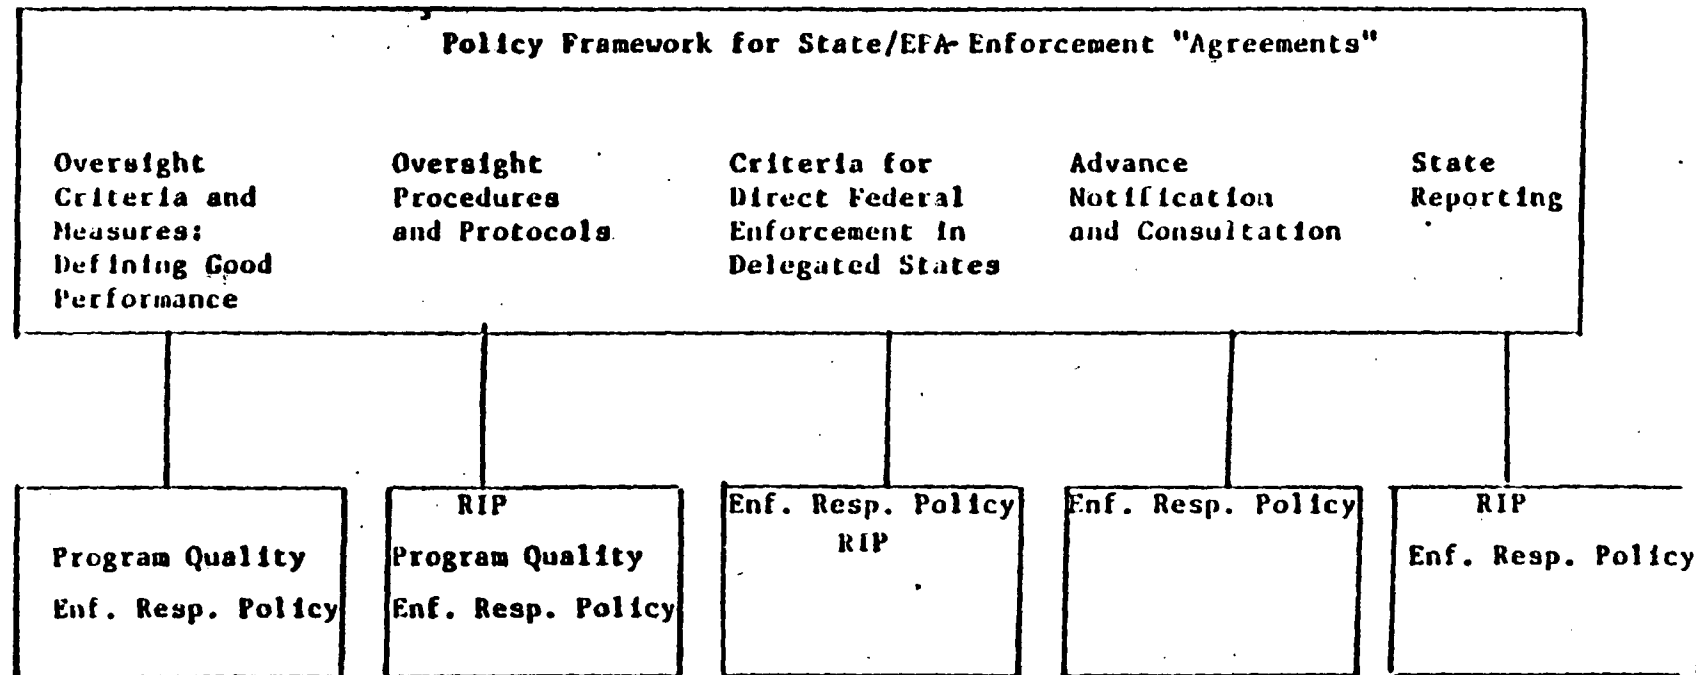 Policy Framework for State/EPA Enforcement "Agreements"
Oversight
Criteria and
Measures:
Defining Good
Performance
Oversight
Procedures
and Protocols
Criteria for
Direct Federal
Enforcement in
Delegated States
Advance
Notification
and Consultation
State
Reporting
Program Quality
Enf. Resp. Policy
RIP
Program Quality
Enf. Resp. Policy
Enf. Resp. Policy
RIP
Enf. Resp. Policy
RIP
Enf. Resp. Policy